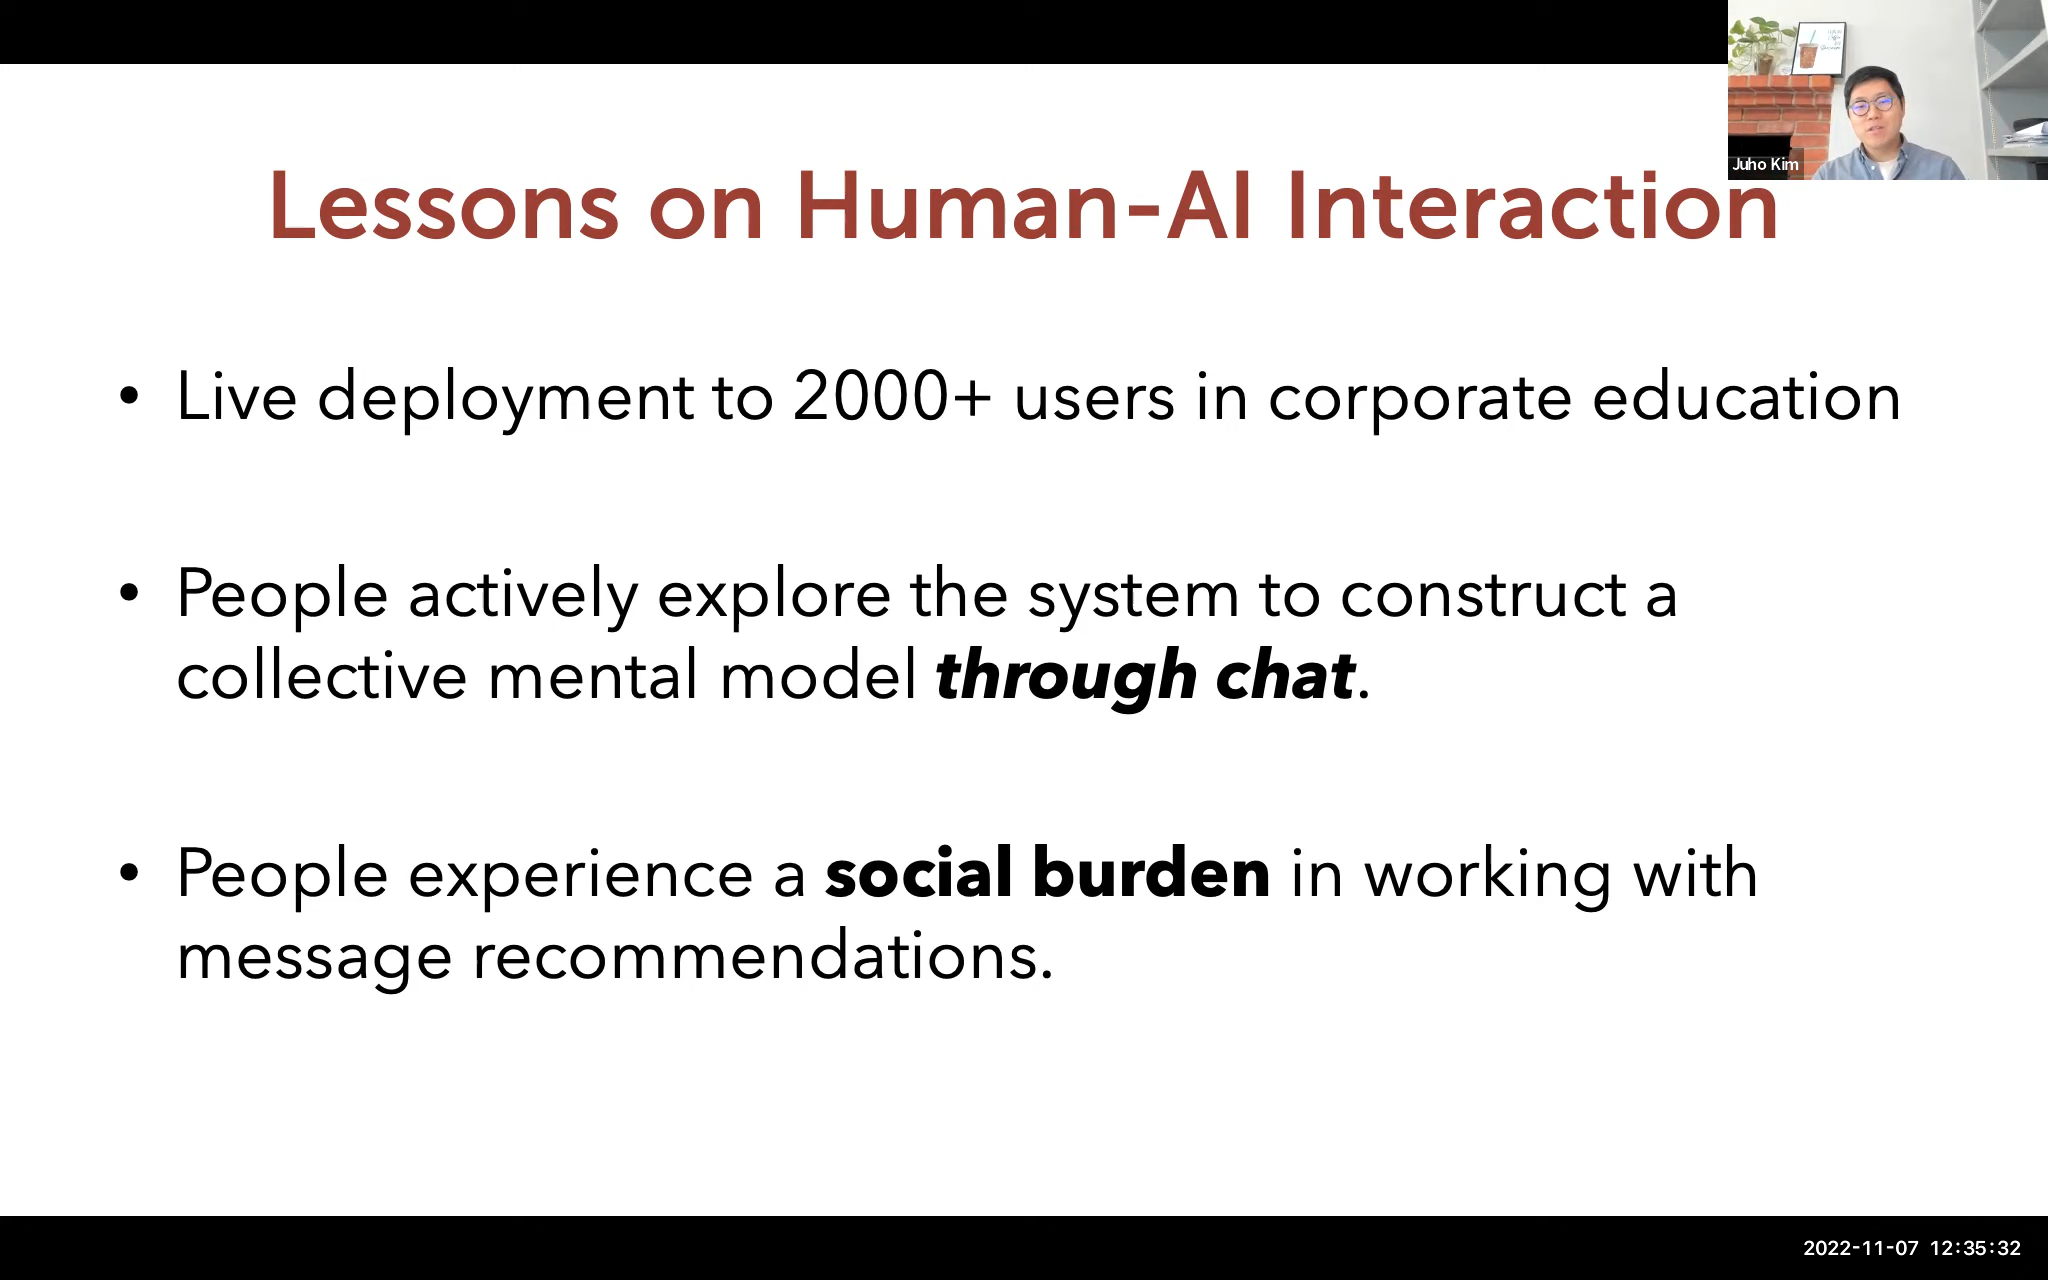 Juho Kim
Lessons on Human-AI Interaction
• Live deployment to 2000+ users in corporate education
• People actively explore the system to construct a
collective mental model through chat.
• People experience a social burden in working with
message recommendations.
2022-11-07 12:35:32